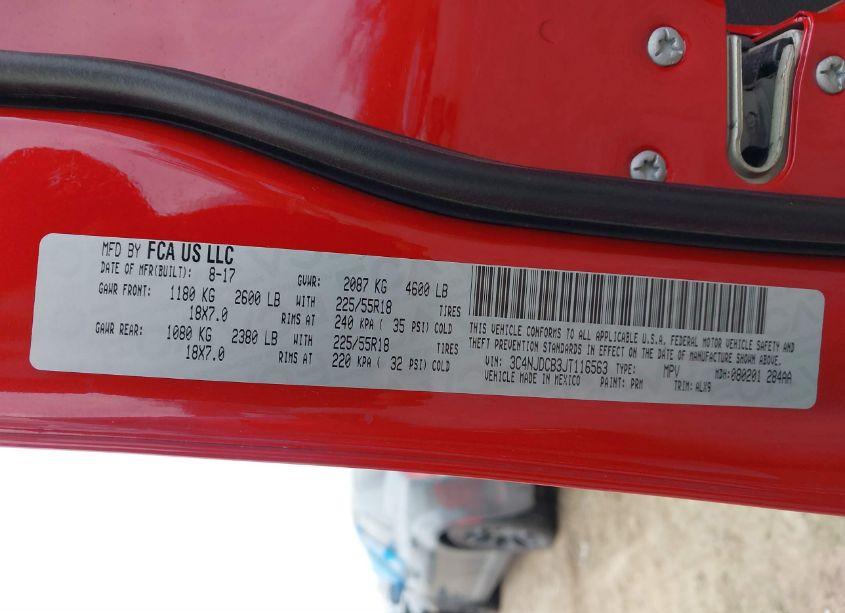 MFD BY FCA US LLC
DATE OF MFR(BUILT): 8-17 GVWR: 2087 KG 4600 LB
GAWR FRONT: 1180 KG 2600 LB WITH 225/55R18 TIRES
18X7.0 RIMS AT 240 KPA ( 35 PSI) COLD
GAWR REAR: 1080 KG 2380 LB WITH 225/55R18 TIRES
18X7.0 RIMS AT 220 KPA ( 32 PSI) COLD
THIS VEHICLE CONFORMS TO ALL APPLICABLE U.S.A. FEDERAL MOTOR VEHICLE SAFETY AND
THEFT PREVENTION STANDARDS IN EFFECT ON THE DATE OF MANUFACTURE SHOWN ABOVE.
VIN: 3C4NJDCB3JT116563 TYPE: MPV MDH: 080201 284AA
VEHICLE MADE IN MEXICO PAINT: PRM TRIM: ALX9